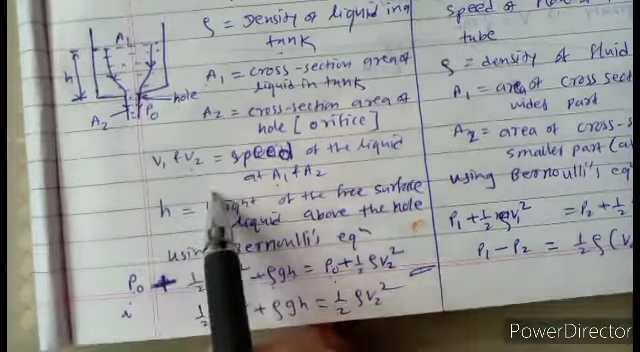 A1
h
hole
P0
A2
ρ = Density of liquid in a
tank
A1 = cross-section area of
liquid in tank
A2 = cross-section area of
hole [orifice]
v1 & v2 = speed of the liquid
at A1 & A2
h = of the free surface
liquid above the hole
using Bernoulli's eqn
P0 + 1/2 + ρgh = P0 + 1/2 ρv2²
1/2 + ρgh = 1/2 ρv2²
speed of
tube
ρ = density of fluid
A1 = area of cross sect
wider part
A2 = area of cross-s
smaller part (a
using Bernoulli's eq
P1 + 1/2 ρv1² = P2 + 1/2
P1 - P2 = 1/2 ρ(v
PowerDirector